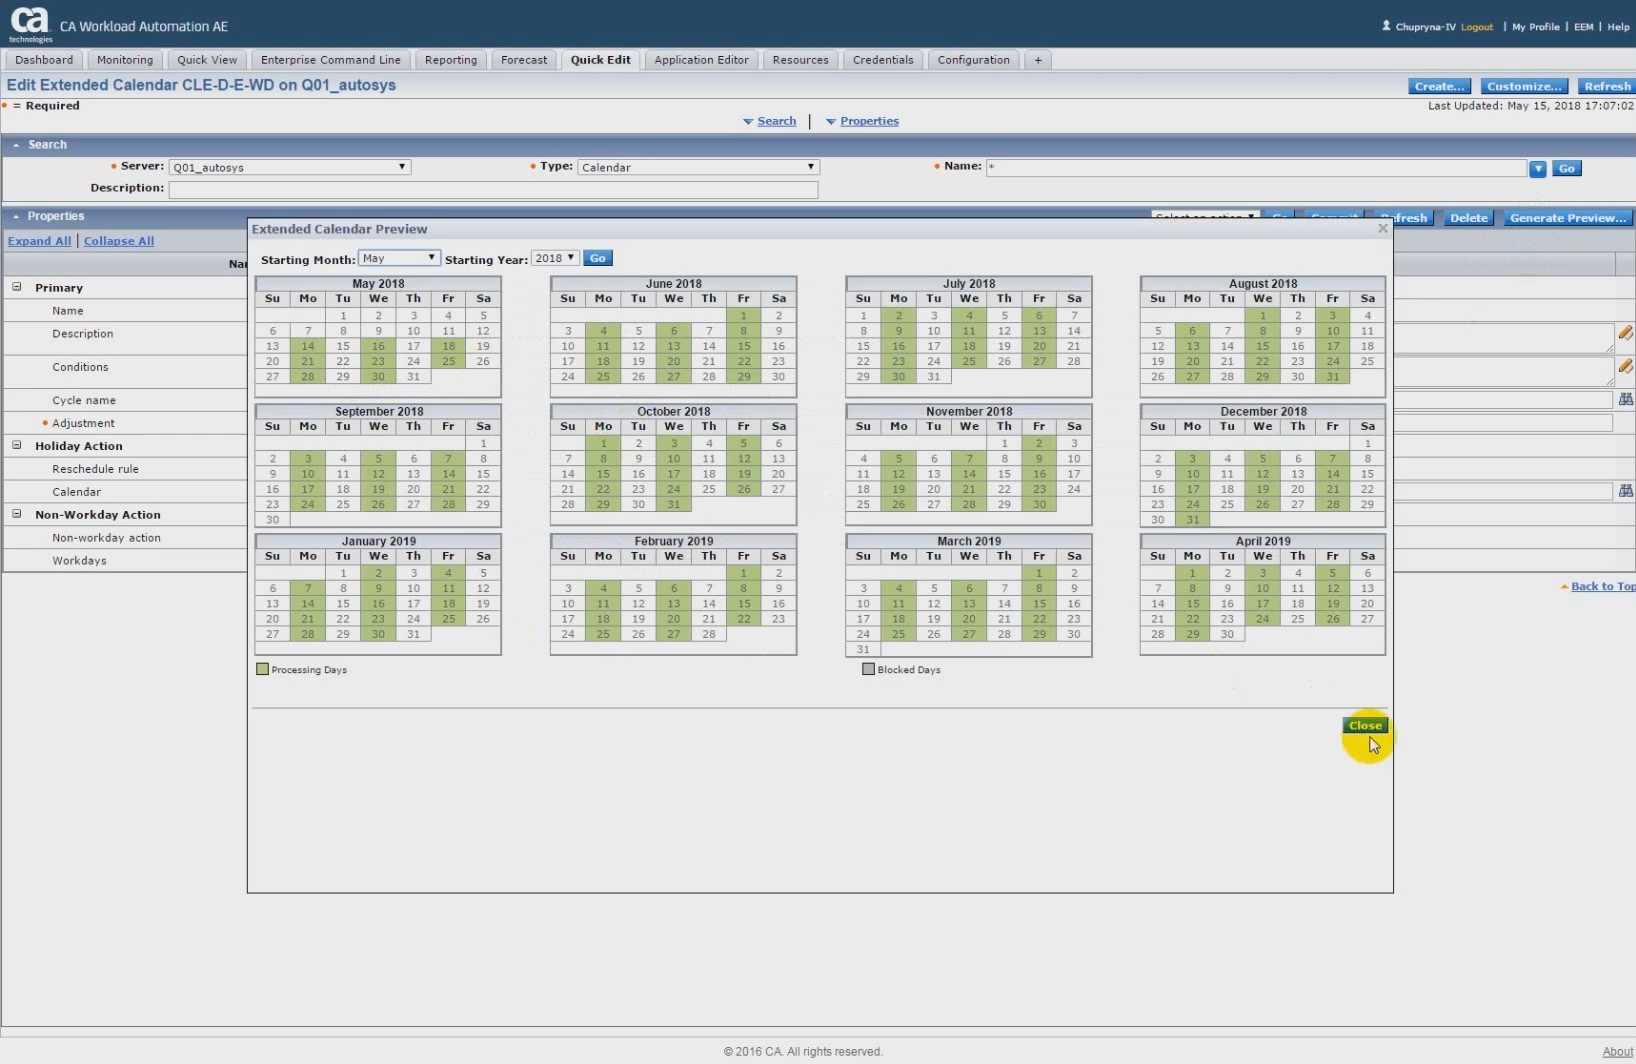 ca
technologies
CA Workload Automation AE
Chupryna-IV Logout | My Profile | EEM | Help
Dashboard Monitoring Quick View Enterprise Command Line Reporting Forecast Quick Edit Application Editor Resources Credentials Configuration +
Edit Extended Calendar CLE-D-E-WD on Q01_autosys
Create... Customize... Refresh
= Required
Last Updated: May 15, 2018 17:07:02
Search | Properties
Search
Server: Q01_autosys Type: Calendar Name: * Go
Description:
Properties
Refresh Delete Generate Preview...
Expand All | Collapse All
Primary
Name
Description
Conditions
Cycle name
Adjustment
Holiday Action
Reschedule rule
Calendar
Non-Workday Action
Non-workday action
Workdays
Extended Calendar Preview
Starting Month: May Starting Year: 2018 Go
May 2018
Su Mo Tu We Th Fr Sa
1 2 3 4 5
6 7 8 9 10 11 12
13 14 15 16 17 18 19
20 21 22 23 24 25 26
27 28 29 30 31
June 2018
Su Mo Tu We Th Fr Sa
1 2
3 4 5 6 7 8 9
10 11 12 13 14 15 16
17 18 19 20 21 22 23
24 25 26 27 28 29 30
July 2018
Su Mo Tu We Th Fr Sa
1 2 3 4 5 6 7
8 9 10 11 12 13 14
15 16 17 18 19 20 21
22 23 24 25 26 27 28
29 30 31
August 2018
Su Mo Tu We Th Fr Sa
1 2 3 4
5 6 7 8 9 10 11
12 13 14 15 16 17 18
19 20 21 22 23 24 25
26 27 28 29 30 31
September 2018
Su Mo Tu We Th Fr Sa
1
2 3 4 5 6 7 8
9 10 11 12 13 14 15
16 17 18 19 20 21 22
23 24 25 26 27 28 29
30
October 2018
Su Mo Tu We Th Fr Sa
1 2 3 4 5 6
7 8 9 10 11 12 13
14 15 16 17 18 19 20
21 22 23 24 25 26 27
28 29 30 31
November 2018
Su Mo Tu We Th Fr Sa
1 2 3
4 5 6 7 8 9 10
11 12 13 14 15 16 17
18 19 20 21 22 23 24
25 26 27 28 29 30
December 2018
Su Mo Tu We Th Fr Sa
1
2 3 4 5 6 7 8
9 10 11 12 13 14 15
16 17 18 19 20 21 22
23 24 25 26 27 28 29
30 31
January 2019
Su Mo Tu We Th Fr Sa
1 2 3 4 5
6 7 8 9 10 11 12
13 14 15 16 17 18 19
20 21 22 23 24 25 26
27 28 29 30 31
February 2019
Su Mo Tu We Th Fr Sa
1 2
3 4 5 6 7 8 9
10 11 12 13 14 15 16
17 18 19 20 21 22 23
24 25 26 27 28
March 2019
Su Mo Tu We Th Fr Sa
1 2
3 4 5 6 7 8 9
10 11 12 13 14 15 16
17 18 19 20 21 22 23
24 25 26 27 28 29 30
31
April 2019
Su Mo Tu We Th Fr Sa
1 2 3 4 5 6
7 8 9 10 11 12 13
14 15 16 17 18 19 20
21 22 23 24 25 26 27
28 29 30
Processing Days
Blocked Days
Close
Back to Top
© 2016 CA. All rights reserved.
About